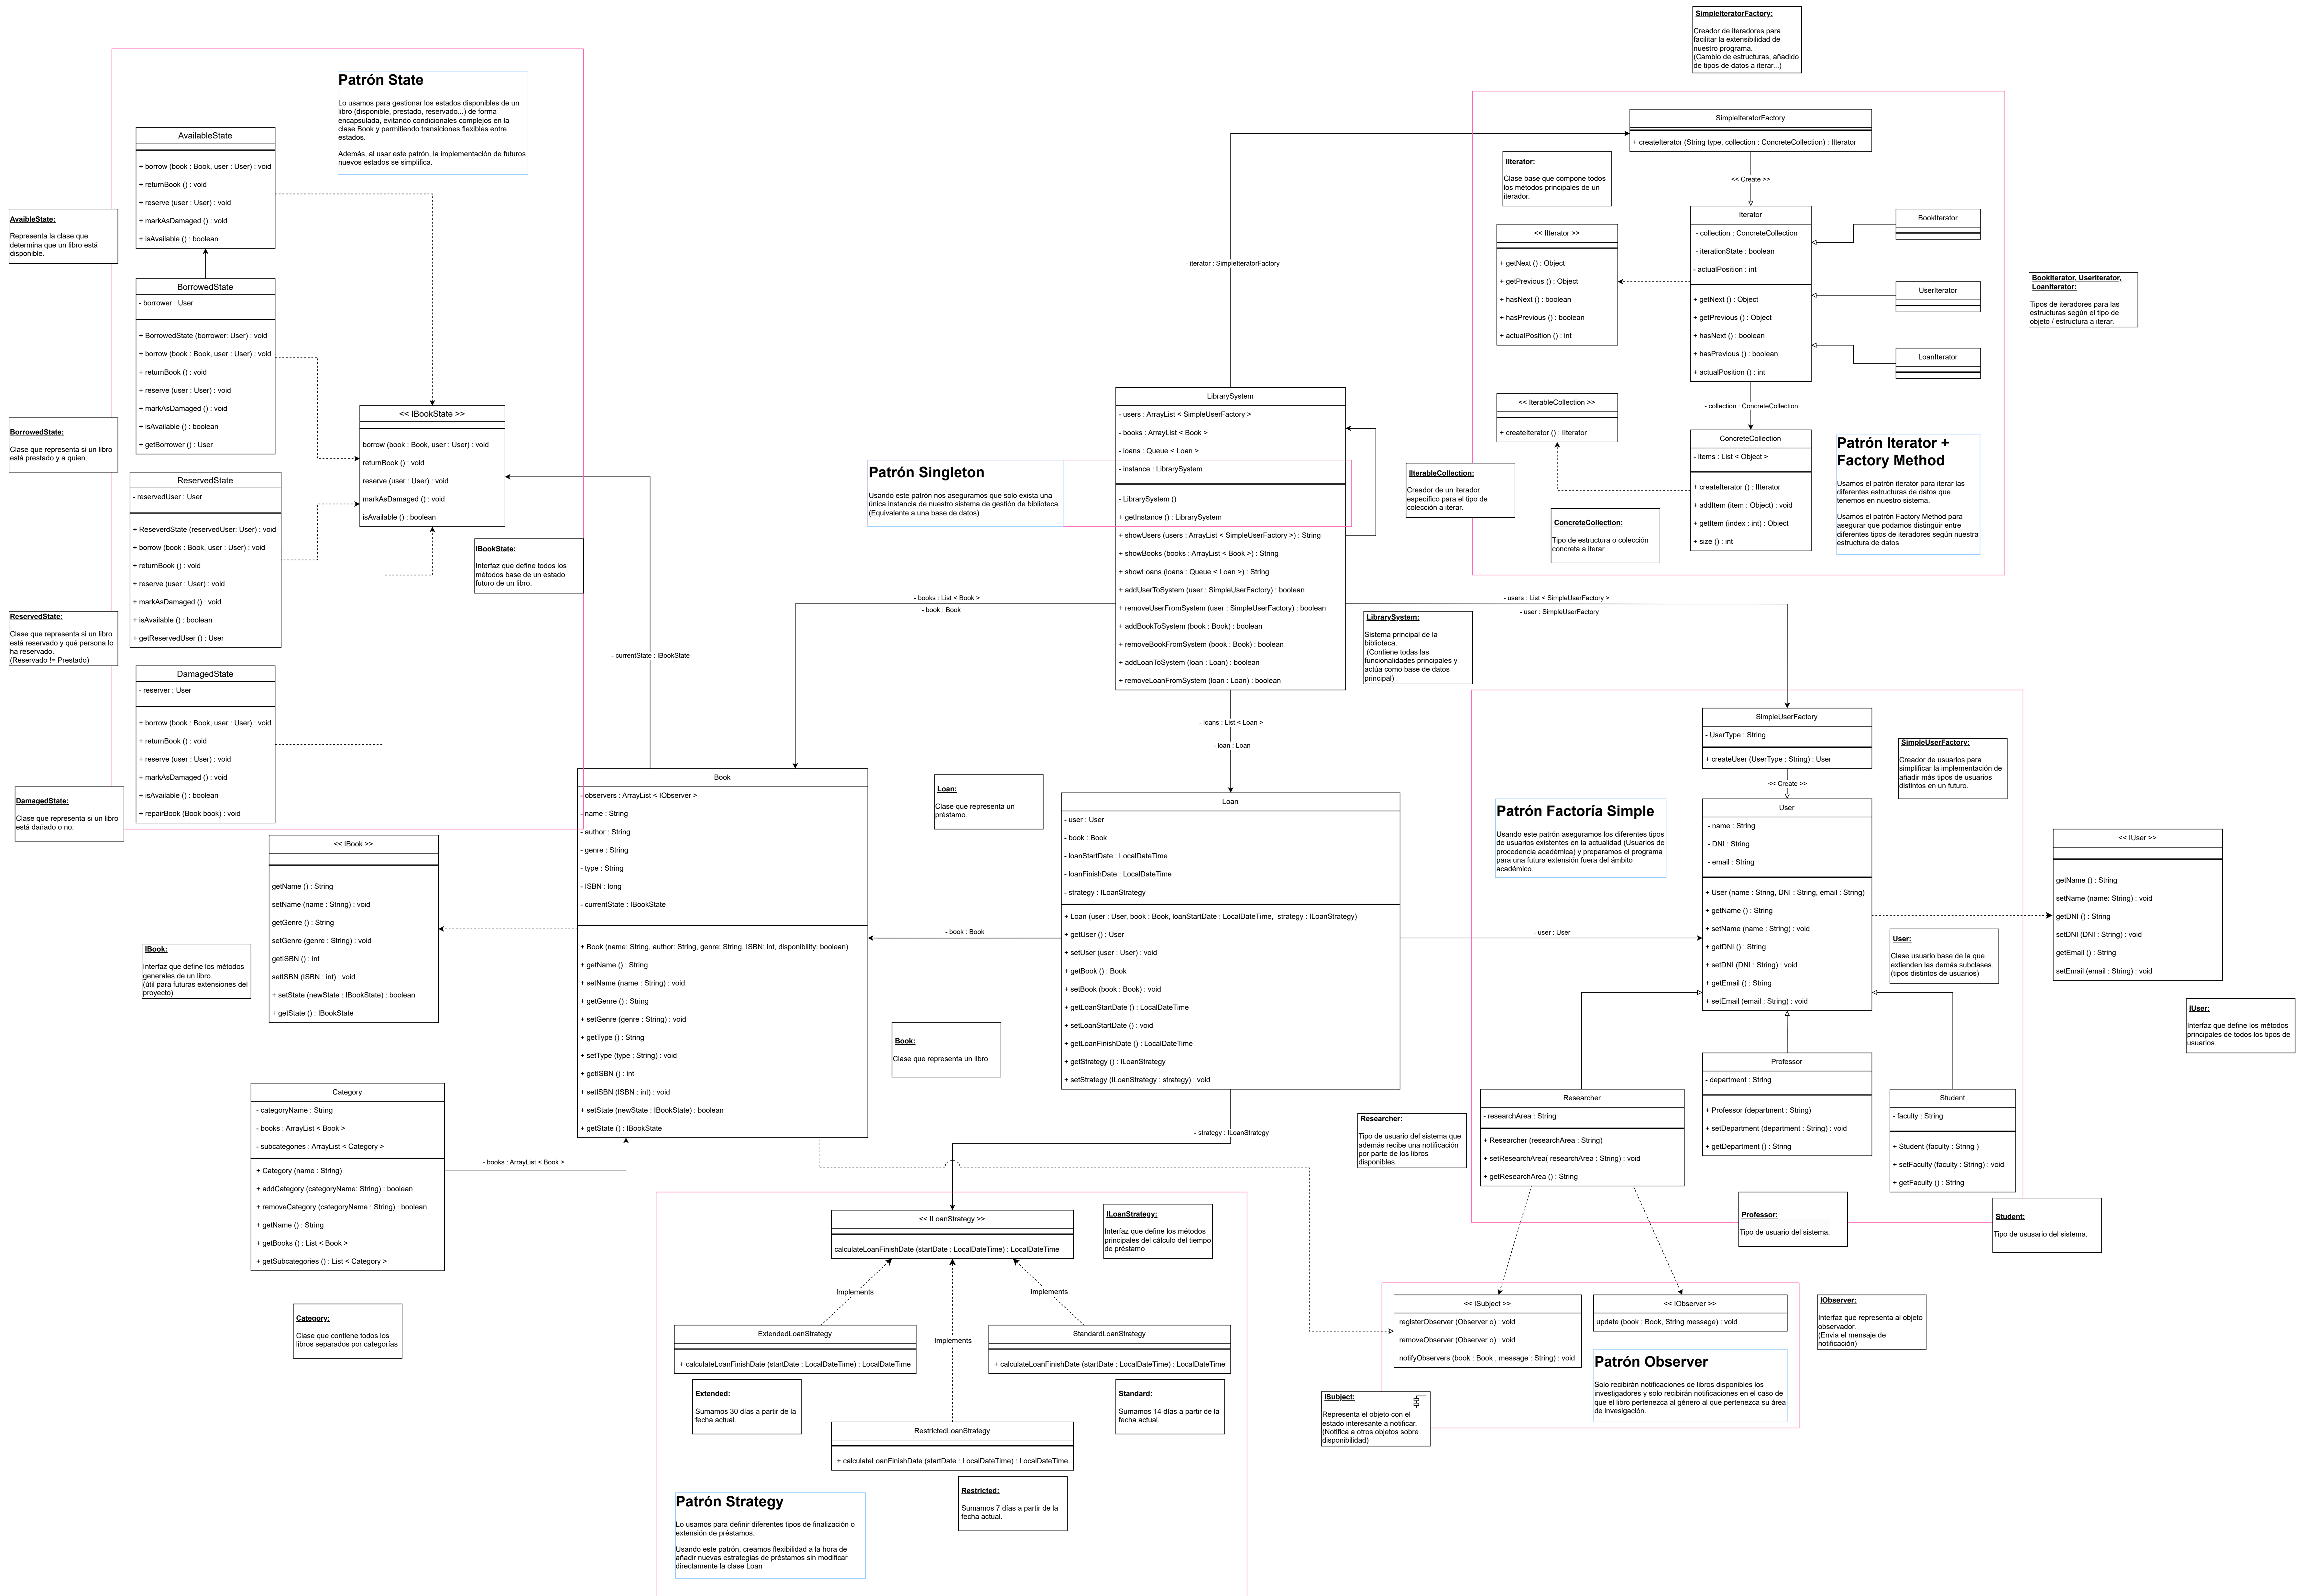 SimpleIteratorFactory:
Creador de iteradores para
facilitar la extensibilidad de
nuestro programa.
(Cambio de estructuras, añadido
de tipos de datos a iterar...)
Patrón State
Lo usamos para gestionar los estados disponibles de un
libro (disponible, prestado, reservado...) de forma
encapsulada, evitando condicionales complejos en la
clase Book y permitiendo transiciones flexibles entre
estados.
Además, al usar este patrón, la implementación de futuros
nuevos estados se simplifica.
AvailableState
+ borrow (book : Book, user : User) : void
+ returnBook () : void
+ reserve (user : User) : void
+ markAsDamaged () : void
+ isAvailable () : boolean
AvaibleState:
Representa la clase que
determina que un libro está
disponible.
BorrowedState
- borrower : User
+ BorrowedState (borrower: User) : void
+ borrow (book : Book, user : User) : void
+ returnBook () : void
+ reserve (user : User) : void
+ markAsDamaged () : void
+ isAvailable () : boolean
+ getBorrower () : User
BorrowedState:
Clase que representa si un libro
está prestado y a quien.
ReservedState
- reservedUser : User
+ ReseverdState (reservedUser: User) : void
+ borrow (book : Book, user : User) : void
+ returnBook () : void
+ reserve (user : User) : void
+ markAsDamaged () : void
+ isAvailable () : boolean
+ getReservedUser () : User
ReservedState:
Clase que representa si un libro
está reservado y qué persona lo
ha reservado.
(Reservado != Prestado)
DamagedState
- reserver : User
+ borrow (book : Book, user : User) : void
+ returnBook () : void
+ reserve (user : User) : void
+ markAsDamaged () : void
+ isAvailable () : boolean
+ repairBook (Book book) : void
DamagedState:
Clase que representa si un libro
está dañado o no.
<< IBookState >>
borrow (book : Book, user : User) : void
returnBook () : void
reserve (user : User) : void
markAsDamaged () : void
isAvailable () : boolean
IBookState:
Interfaz que define todos los
métodos base de un estado
futuro de un libro.
- currentState : IBookState
SimpleIteratorFactory
+ createIterator (String type, collection : ConcreteCollection) : IIterator
<< Create >>
IIterator:
Clase base que compone todos
los métodos principales de un
iterador.
<< IIterator >>
+ getNext () : Object
+ getPrevious () : Object
+ hasNext () : boolean
+ hasPrevious () : boolean
+ actualPosition () : int
Iterator
- collection : ConcreteCollection
- iterationState : boolean
- actualPosition : int
+ getNext () : Object
+ getPrevious () : Object
+ hasNext () : boolean
+ hasPrevious () : boolean
+ actualPosition () : int
BookIterator
UserIterator
LoanIterator
BookIterator, UserIterator,
LoanIterator:
Tipos de iteradores para las
estructuras según el tipo de
objeto / estructura a iterar.
- iterator : SimpleIteratorFactory
- collection : ConcreteCollection
<< IterableCollection >>
+ createIterator () : IIterator
ConcreteCollection
- items : List < Object >
+ createIterator () : IIterator
+ addItem (item : Object) : void
+ getItem (index : int) : Object
+ size () : int
IIterableCollection:
Creador de un iterador
específico para el tipo de
colección a iterar.
ConcreteCollection:
Tipo de estructura o colección
concreta a iterar
Patrón Iterator +
Factory Method
Usamos el patrón iterator para iterar las
diferentes estructuras de datos que
tenemos en nuestro sistema.
Usamos el patrón Factory Method para
asegurar que podamos distinguir entre
diferentes tipos de iteradores según nuestra
estructura de datos
LibrarySystem
- users : ArrayList < SimpleUserFactory >
- books : ArrayList < Book >
- loans : Queue < Loan >
- instance : LibrarySystem
- LibrarySystem ()
+ getInstance () : LibrarySystem
+ showUsers (users : ArrayList < SimpleUserFactory >) : String
+ showBooks (books : ArrayList < Book >) : String
+ showLoans (loans : Queue < Loan >) : String
+ addUserToSystem (user : SimpleUserFactory) : boolean
+ removeUserFromSystem (user : SimpleUserFactory) : boolean
+ addBookToSystem (book : Book) : boolean
+ removeBookFromSystem (book : Book) : boolean
+ addLoanToSystem (loan : Loan) : boolean
+ removeLoanFromSystem (loan : Loan) : boolean
Patrón Singleton
Usando este patrón nos aseguramos que solo exista una
única instancia de nuestro sistema de gestión de biblioteca.
(Equivalente a una base de datos)
- books : List < Book >
- book : Book
- users : List < SimpleUserFactory >
- user : SimpleUserFactory
LibrarySystem:
Sistema principal de la
biblioteca.
(Contiene todas las
funcionalidades principales y
actúa como base de datos
principal)
- loans : List < Loan >
- loan : Loan
SimpleUserFactory
- UserType : String
+ createUser (UserType : String) : User
<< Create >>
SimpleUserFactory:
Creador de usuarios para
simplificar la implementación de
añadir más tipos de usuarios
distintos en un futuro.
Patrón Factoría Simple
Usando este patrón aseguramos los diferentes tipos
de usuarios existentes en la actualidad (Usuarios de
procedencia académica) y preparamos el programa
para una futura extensión fuera del ámbito
académico.
User
- name : String
- DNI : String
- email : String
+ User (name : String, DNI : String, email : String)
+ getName () : String
+ setName (name : String) : void
+ getDNI () : String
+ setDNI (DNI : String) : void
+ getEmail () : String
+ setEmail (email : String) : void
User:
Clase usuario base de la que
extienden las demás subclases.
(tipos distintos de usuarios)
<< IUser >>
getName () : String
setName (name: String) : void
getDNI () : String
setDNI (DNI : String) : void
getEmail () : String
setEmail (email : String) : void
IUser:
Interfaz que define los métodos
principales de todos los tipos de
usuarios.
Book
- observers : ArrayList < IObserver >
- name : String
- author : String
- genre : String
- type : String
- ISBN : long
- currentState : IBookState
+ Book (name: String, author: String, genre: String, ISBN: int, disponibility: boolean)
+ getName () : String
+ setName (name : String) : void
+ getGenre () : String
+ setGenre (genre : String) : void
+ getType () : String
+ setType (type : String) : void
+ getISBN () : int
+ setISBN (ISBN : int) : void
+ setState (newState : IBookState) : boolean
+ getState () : IBookState
Loan:
Clase que representa un
préstamo.
Loan
- user : User
- book : Book
- loanStartDate : LocalDateTime
- loanFinishDate : LocalDateTime
- strategy : ILoanStrategy
+ Loan (user : User, book : Book, loanStartDate : LocalDateTime,  strategy : ILoanStrategy)
+ getUser () : User
+ setUser (user : User) : void
+ getBook () : Book
+ setBook (book : Book) : void
+ getLoanStartDate () : LocalDateTime
+ setLoanStartDate () : void
+ getLoanFinishDate () : LocalDateTime
+ getStrategy () : ILoanStrategy
+ setStrategy (ILoanStrategy : strategy) : void
- book : Book
- user : User
Book:
Clase que representa un libro
<< IBook >>
getName () : String
setName (name : String) : void
getGenre () : String
setGenre (genre : String) : void
getISBN () : int
setISBN (ISBN : int) : void
+ setState (newState : IBookState) : boolean
+ getState () : IBookState
IBook:
Interfaz que define los métodos
generales de un libro.
(útil para futuras extensiones del
proyecto)
Category
- categoryName : String
- books : ArrayList < Book >
- subcategories : ArrayList < Category >
+ Category (name : String)
+ addCategory (categoryName: String) : boolean
+ removeCategory (categoryName : String) : boolean
+ getName () : String
+ getBooks () : List < Book >
+ getSubcategories () : List < Category >
- books : ArrayList < Book >
Category:
Clase que contiene todos los
libros separados por categorías
Researcher
- researchArea : String
+ Researcher (researchArea : String)
+ setResearchArea( researchArea : String) : void
+ getResearchArea () : String
Professor
- department : String
+ Professor (department : String)
+ setDepartment (department : String) : void
+ getDepartment () : String
Student
- faculty : String
+ Student (faculty : String )
+ setFaculty (faculty : String) : void
+ getFaculty () : String
Researcher:
Tipo de usuario del sistema que
además recibe una notificación
por parte de los libros
disponibles.
Professor:
Tipo de usuario del sistema.
Student:
Tipo de ususario del sistema.
- strategy : ILoanStrategy
<< ILoanStrategy >>
calculateLoanFinishDate (startDate : LocalDateTime) : LocalDateTime
ILoanStrategy:
Interfaz que define los métodos
principales del cálculo del tiempo
de préstamo
Implements
Implements
Implements
ExtendedLoanStrategy
+ calculateLoanFinishDate (startDate : LocalDateTime) : LocalDateTime
StandardLoanStrategy
+ calculateLoanFinishDate (startDate : LocalDateTime) : LocalDateTime
Extended:
Sumamos 30 días a partir de la
fecha actual.
Standard:
Sumamos 14 días a partir de la
fecha actual.
RestrictedLoanStrategy
+ calculateLoanFinishDate (startDate : LocalDateTime) : LocalDateTime
Restricted:
Sumamos 7 días a partir de la
fecha actual.
Patrón Strategy
Lo usamos para definir diferentes tipos de finalización o
extensión de préstamos.
Usando este patrón, creamos flexibilidad a la hora de
añadir nuevas estrategias de préstamos sin modificar
directamente la clase Loan
<< ISubject >>
registerObserver (Observer o) : void
removeObserver (Observer o) : void
notifyObservers (book : Book , message : String) : void
<< IObserver >>
update (book : Book, String message) : void
IObserver:
Interfaz que representa al objeto
observador.
(Envia el mensaje de
notificación)
Patrón Observer
Solo recibirán notificaciones de libros disponibles los
investigadores y solo recibirán notificaciones en el caso de
que el libro pertenezca al género al que pertenezca su área
de invesigación.
ISubject:
Representa el objeto con el
estado interesante a notificar.
(Notifica a otros objetos sobre
disponibilidad)